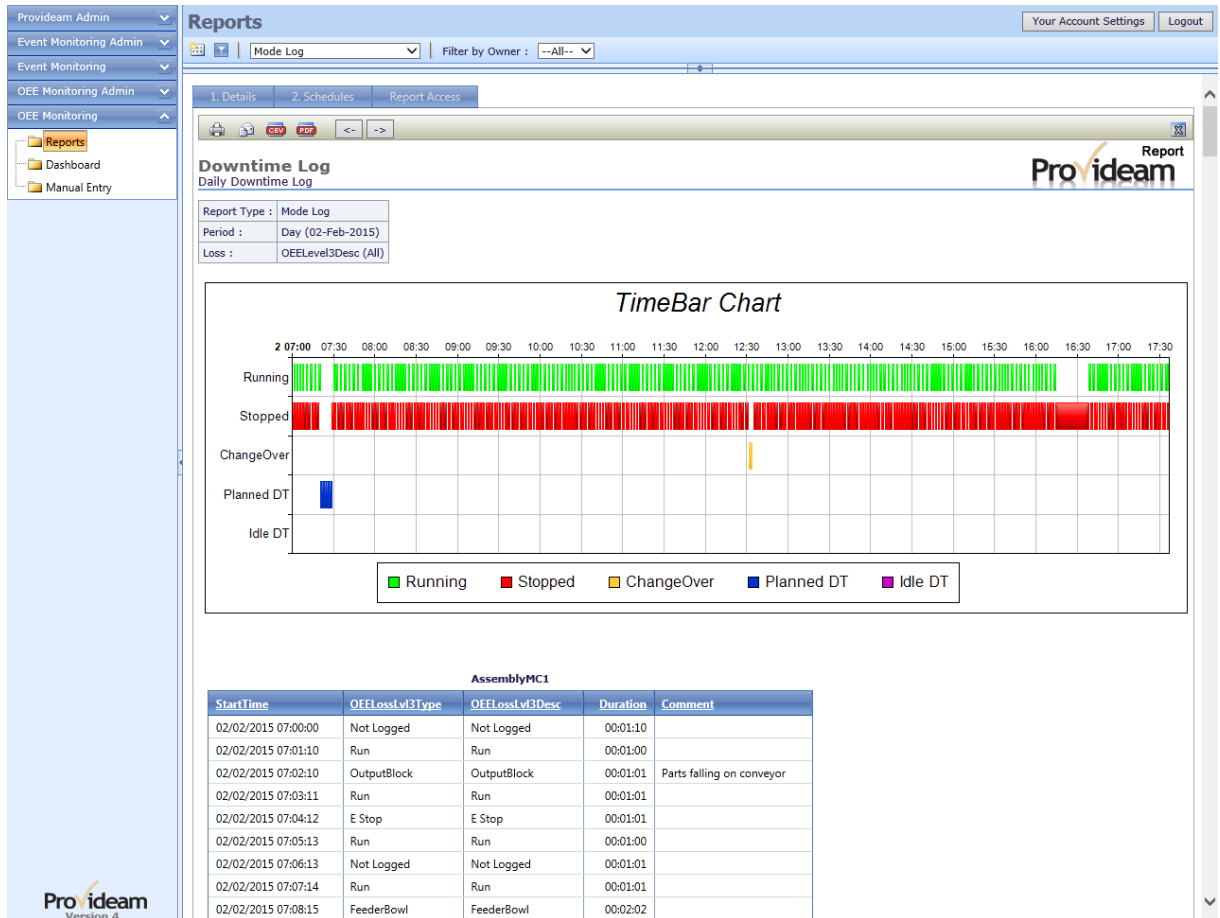 Provideam Admin
Event Monitoring Admin
Event Monitoring
OEE Monitoring Admin
OEE Monitoring
Reports
Dashboard
Manual Entry
Provideam
Version 4
Reports
Your Account Settings
Logout
Mode Log
Filter by Owner :
--All--
1. Details
2. Schedules
Report Access
CSV
PDF
<-
->
Downtime Log
Daily Downtime Log
Report
Provideam
Report Type : Mode Log
Period : Day (02-Feb-2015)
Loss : OEELevel3Desc (All)
TimeBar Chart
2 07:00 07:30 08:00 08:30 09:00 09:30 10:00 10:30 11:00 11:30 12:00 12:30 13:00 13:30 14:00 14:30 15:00 15:30 16:00 16:30 17:00 17:30
Running
Stopped
ChangeOver
Planned DT
Idle DT
Running Stopped ChangeOver Planned DT Idle DT
AssemblyMC1
StartTime OEELossLvl3Type OEELossLvl3Desc Duration Comment
02/02/2015 07:00:00 Not Logged Not Logged 00:01:10
02/02/2015 07:01:10 Run Run 00:01:00
02/02/2015 07:02:10 OutputBlock OutputBlock 00:01:01 Parts falling on conveyor
02/02/2015 07:03:11 Run Run 00:01:01
02/02/2015 07:04:12 E Stop E Stop 00:01:01
02/02/2015 07:05:13 Run Run 00:01:00
02/02/2015 07:06:13 Not Logged Not Logged 00:01:01
02/02/2015 07:07:14 Run Run 00:01:01
02/02/2015 07:08:15 FeederBowl FeederBowl 00:02:02